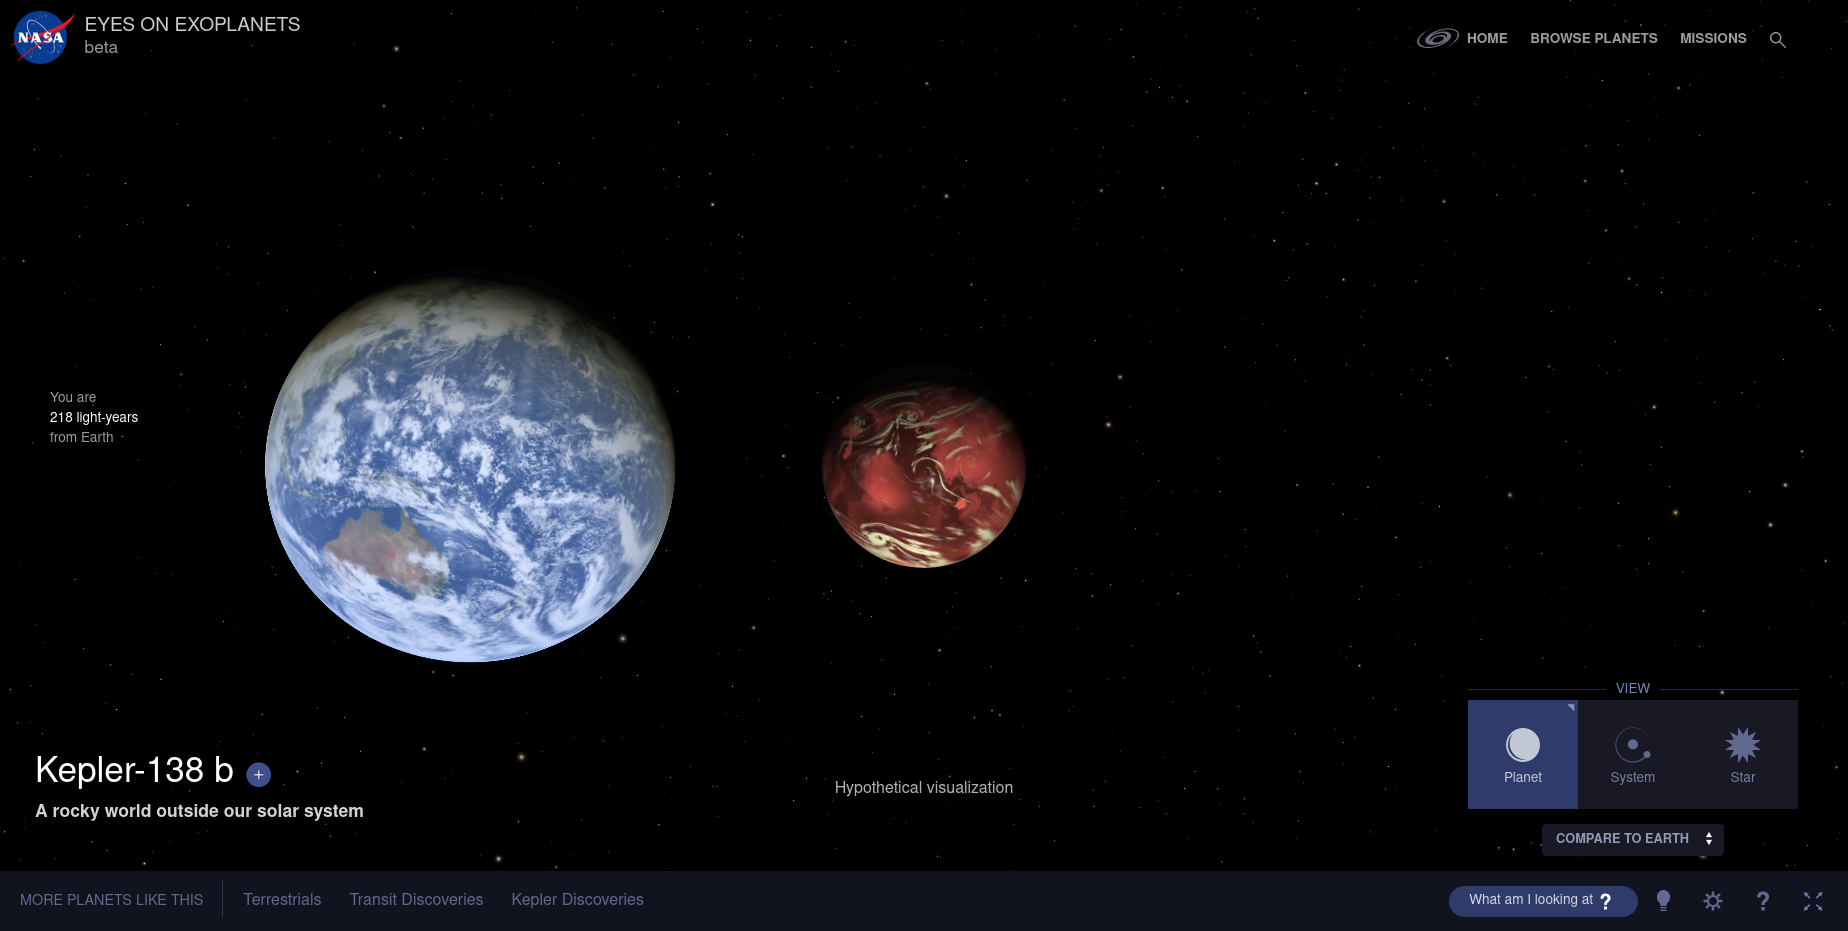 NASA
EYES ON EXOPLANETS
beta
HOME
BROWSE PLANETS
MISSIONS
You are
218 light-years
from Earth
Kepler-138 b +
A rocky world outside our solar system
Hypothetical visualization
VIEW
Planet
System
Star
COMPARE TO EARTH
MORE PLANETS LIKE THIS
Terrestrials
Transit Discoveries
Kepler Discoveries
What am I looking at ?
?